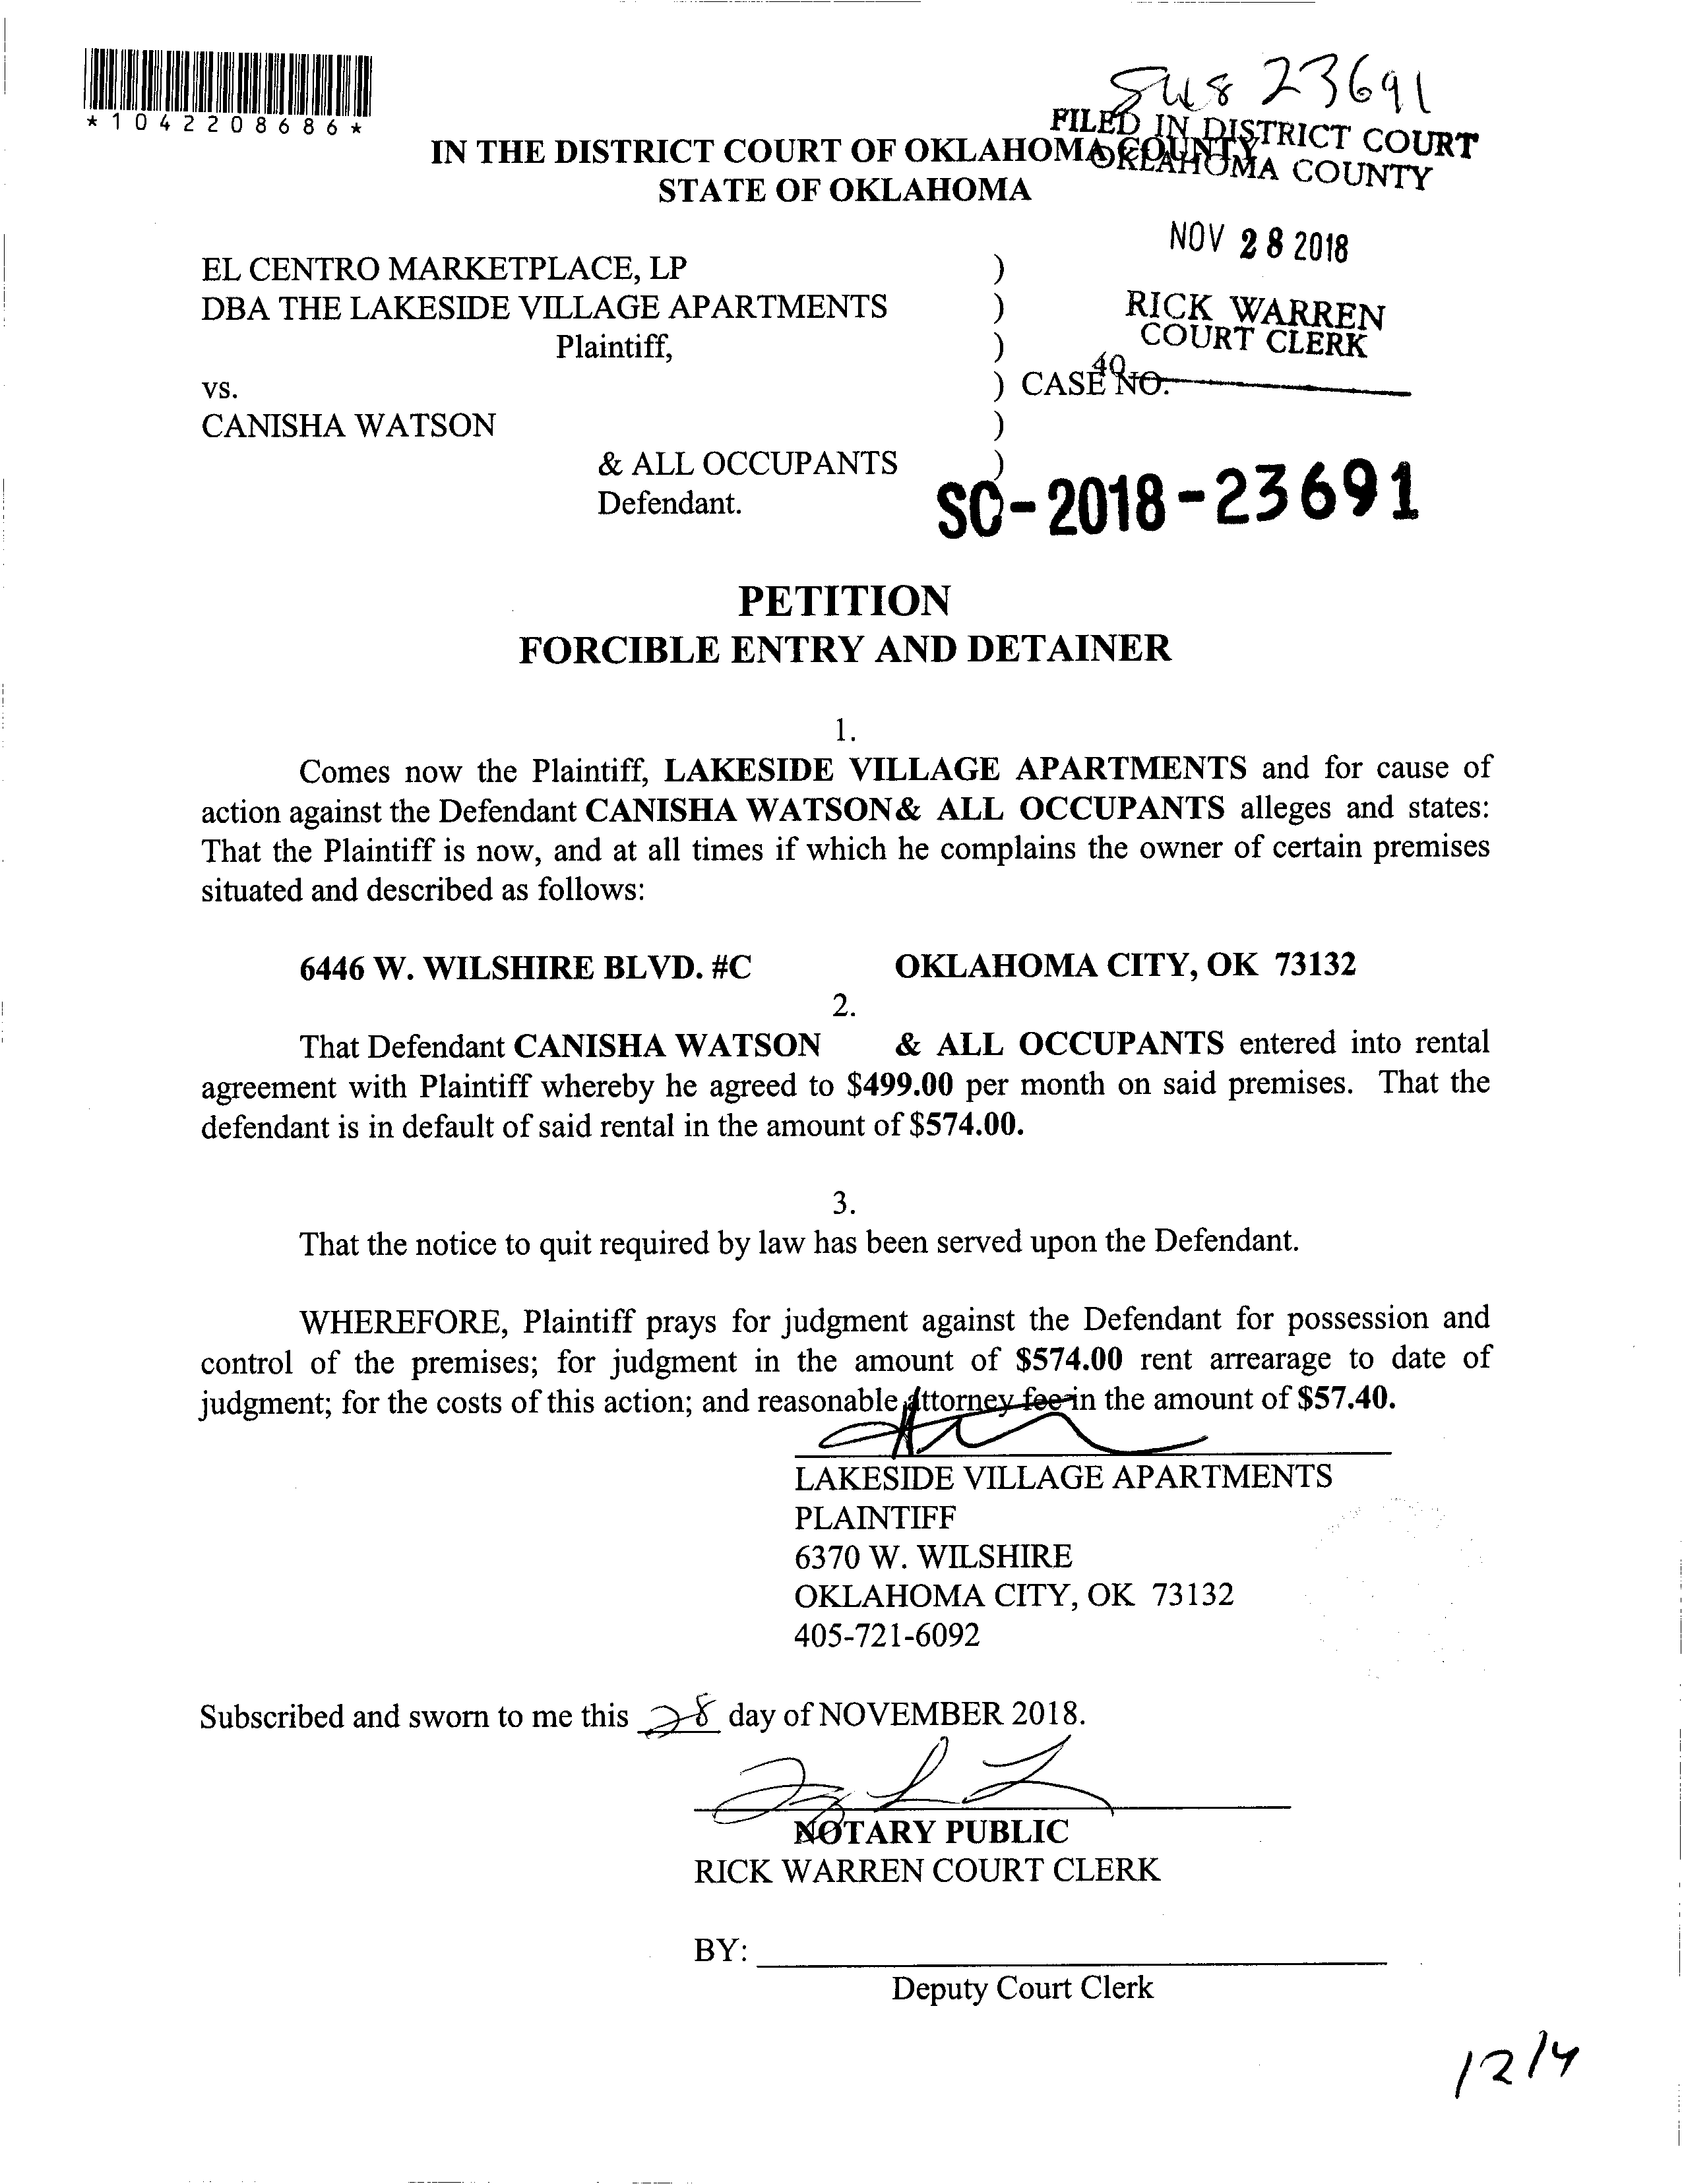 *1042208686*
23691
FILED IN DISTRICT COURT
OKLAHOMA COUNTY
IN THE DISTRICT COURT OF OKLAHOMA COUNTY
STATE OF OKLAHOMA
NOV 28 2018
EL CENTRO MARKETPLACE, LP )
DBA THE LAKESIDE VILLAGE APARTMENTS )
RICK WARREN
COURT CLERK
Plaintiff, )
40
vs. ) CASE NO.
CANISHA WATSON )
& ALL OCCUPANTS )
Defendant.
SC-2018-23691
PETITION
FORCIBLE ENTRY AND DETAINER
1.
Comes now the Plaintiff, LAKESIDE VILLAGE APARTMENTS and for cause of
action against the Defendant CANISHA WATSON& ALL OCCUPANTS alleges and states:
That the Plaintiff is now, and at all times if which he complains the owner of certain premises
situated and described as follows:
6446 W. WILSHIRE BLVD. #C OKLAHOMA CITY, OK 73132
2.
That Defendant CANISHA WATSON & ALL OCCUPANTS entered into rental
agreement with Plaintiff whereby he agreed to $499.00 per month on said premises. That the
defendant is in default of said rental in the amount of $574.00.
3.
That the notice to quit required by law has been served upon the Defendant.
WHEREFORE, Plaintiff prays for judgment against the Defendant for possession and
control of the premises; for judgment in the amount of $574.00 rent arrearage to date of
judgment; for the costs of this action; and reasonable attorney fee in the amount of $57.40.
LAKESIDE VILLAGE APARTMENTS
PLAINTIFF
6370 W. WILSHIRE
OKLAHOMA CITY, OK 73132
405-721-6092
Subscribed and sworn to me this 28 day of NOVEMBER 2018.
NOTARY PUBLIC
RICK WARREN COURT CLERK
BY:
Deputy Court Clerk
12/4